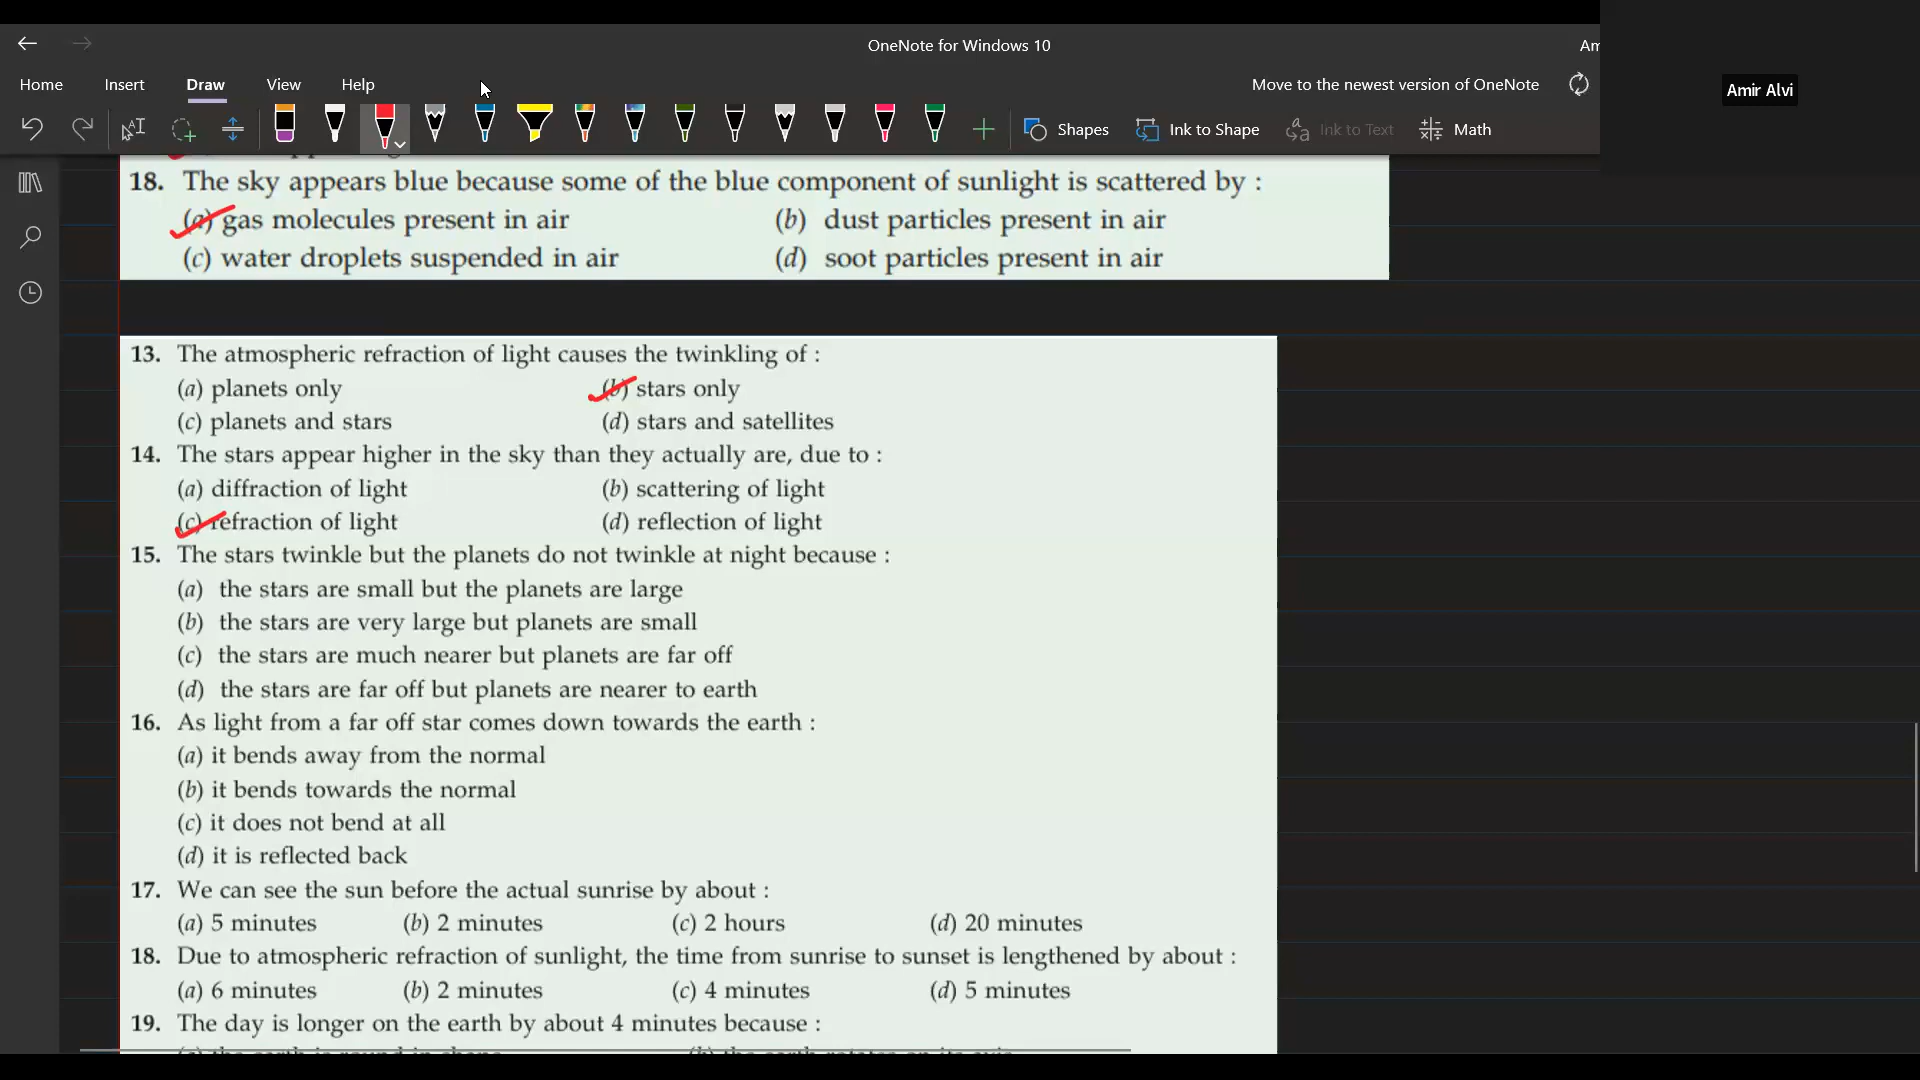 OneNote for Windows 10
Am
Home Insert Draw View Help
Move to the newest version of OneNote
Amir Alvi
Shapes Ink to Shape Ink to Text Math
18. The sky appears blue because some of the blue component of sunlight is scattered by :
(a) gas molecules present in air (b) dust particles present in air
(c) water droplets suspended in air (d) soot particles present in air
13. The atmospheric refraction of light causes the twinkling of :
(a) planets only (b) stars only
(c) planets and stars (d) stars and satellites
14. The stars appear higher in the sky than they actually are, due to :
(a) diffraction of light (b) scattering of light
(c) refraction of light (d) reflection of light
15. The stars twinkle but the planets do not twinkle at night because :
(a) the stars are small but the planets are large
(b) the stars are very large but planets are small
(c) the stars are much nearer but planets are far off
(d) the stars are far off but planets are nearer to earth
16. As light from a far off star comes down towards the earth :
(a) it bends away from the normal
(b) it bends towards the normal
(c) it does not bend at all
(d) it is reflected back
17. We can see the sun before the actual sunrise by about :
(a) 5 minutes (b) 2 minutes (c) 2 hours (d) 20 minutes
18. Due to atmospheric refraction of sunlight, the time from sunrise to sunset is lengthened by about :
(a) 6 minutes (b) 2 minutes (c) 4 minutes (d) 5 minutes
19. The day is longer on the earth by about 4 minutes because :